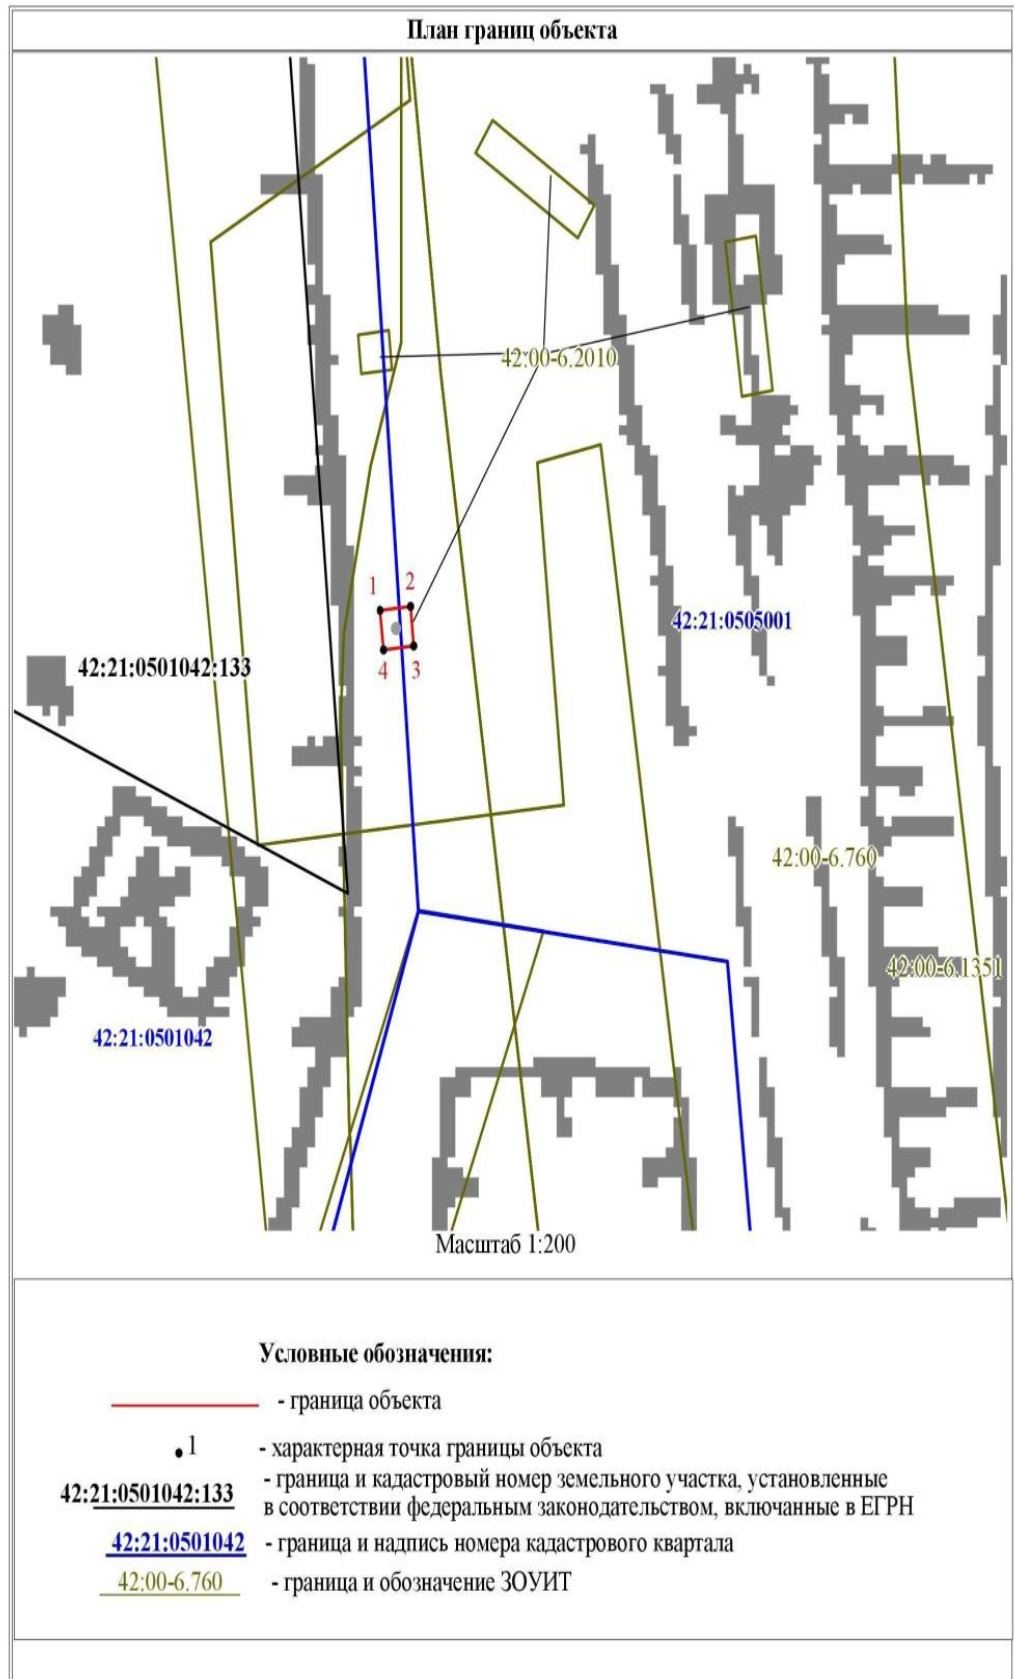 План границ объекта
42:00-6.2010
1
2
42:21:0505001
42:21:0501042:133
4
3
42:00-6.760
42:00-6.1351
42:21:0501042
Масштаб 1:200
Условные обозначения:
- граница объекта
1
- характерная точка границы объекта
42:21:0501042:133
- граница и кадастровый номер земельного участка, установленные
в соответствии федеральным законодательством, включанные в ЕГРН
42:21:0501042
- граница и надпись номера кадастрового квартала
42:00-6.760
- граница и обозначение ЗОУИТ